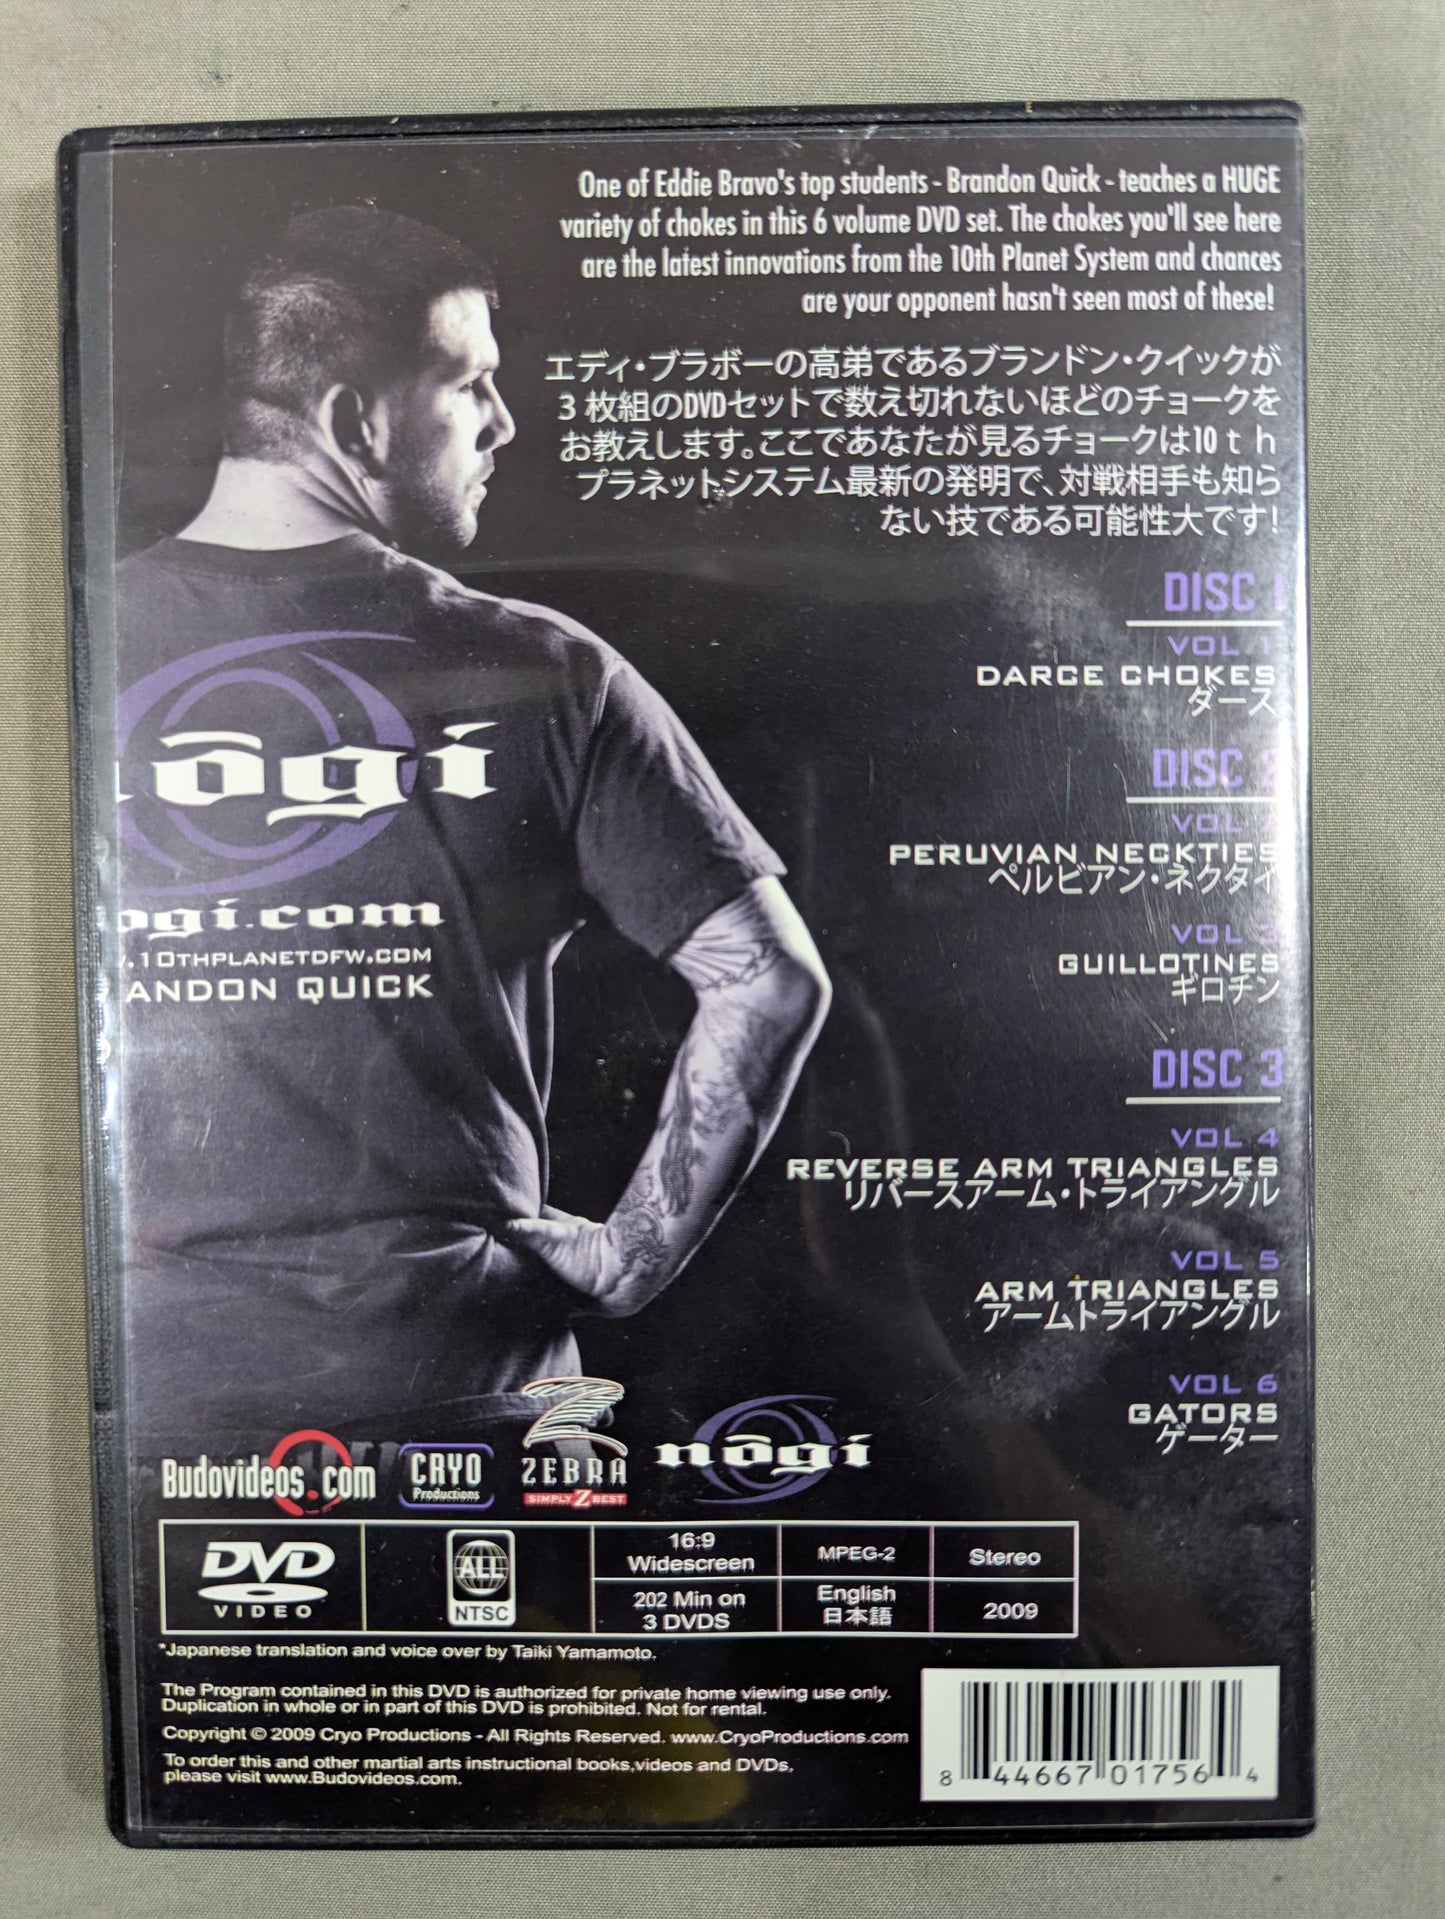 One of Eddie Bravo's top students - Brandon Quick - teaches a HUGE
variety of chokes in this 6 volume DVD set. The chokes you'll see here
are the latest innovations from the 10th Planet System and chances
are your opponent hasn't seen most of these!
エディ・ブラボーの高弟であるブランドン・クイックが
3枚組のDVDセットで数え切れないほどのチョークを
お教えします。ここであなたが見るチョークは10ｔｈ
プラネットシステム最新の発明で、対戦相手も知ら
ない技である可能性大です!
DISC 1
VOL 1
DARCE CHOKES
ダース
DISC 2
VOL 2
PERUVIAN NECKTIES
ペルビアン・ネクタイ
VOL 3
GUILLOTINES
ギロチン
DISC 3
VOL 4
REVERSE ARM TRIANGLES
リバースアーム・トライアングル
VOL 5
ARM TRIANGLES
アームトライアングル
VOL 6
GATORS
ゲーター
nōgi
ogi.com
.10THPLANETDFW.COM
ANDON QUICK
Budovideos.com
CRYO
Productions
ZEBRA
SIMPLY Z BEST
nōgi
DVD
VIDEO
ALL
NTSC
16:9
Widescreen
MPEG-2
Stereo
202 Min on
3 DVDS
English
日本語
2009
*Japanese translation and voice over by Taiki Yamamoto.
The Program contained in this DVD is authorized for private home viewing use only.
Duplication in whole or in part of this DVD is prohibited. Not for rental.
Copyright © 2009 Cryo Productions - All Rights Reserved. www.CryoProductions.com
To order this and other martial arts instructional books,videos and DVDs,
please visit www.Budovideos.com.
8 44667 01756 4